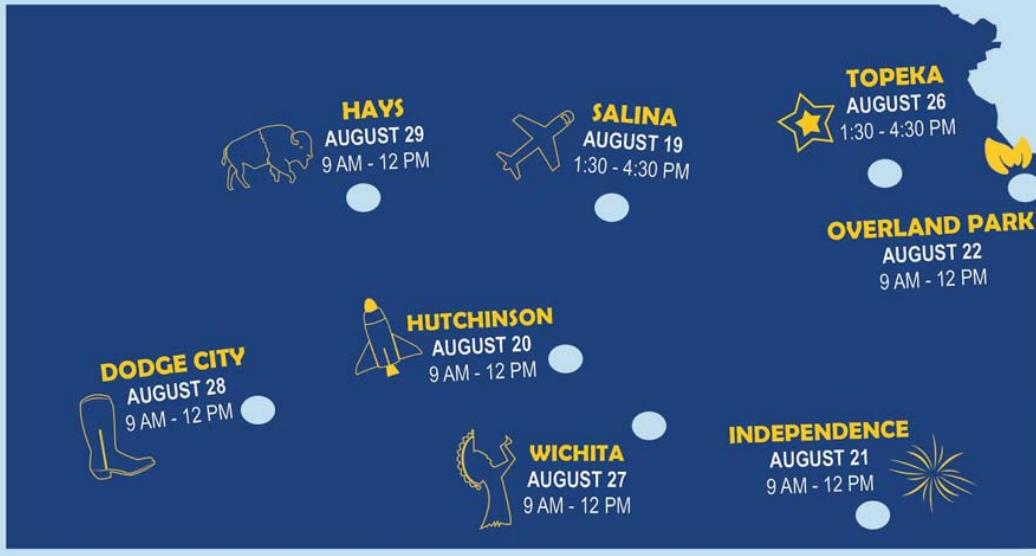 HAYS
AUGUST 29
9 AM - 12 PM
SALINA
AUGUST 19
1:30 - 4:30 PM
TOPEKA
AUGUST 26
1:30 - 4:30 PM
OVERLAND PARK
AUGUST 22
9 AM - 12 PM
HUTCHINSON
AUGUST 20
9 AM - 12 PM
DODGE CITY
AUGUST 28
9 AM - 12 PM
WICHITA
AUGUST 27
9 AM - 12 PM
INDEPENDENCE
AUGUST 21
9 AM - 12 PM